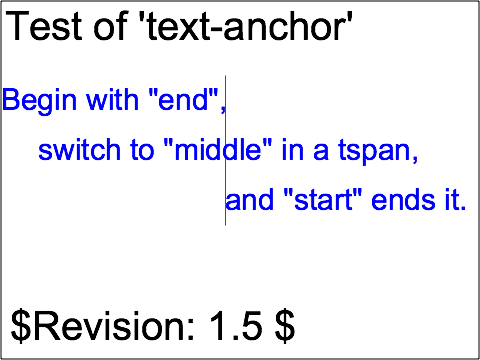 Test of 'text-anchor'
Begin with "end",
switch to "middle" in a tspan,
and "start" ends it.
$Revision: 1.5 $